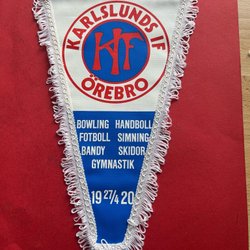 KARLSLUNDS IF
KIF
ÖREBRO
BOWLING HANDBOLL
FOTBOLL SIMNING
BANDY SKIDOR
GYMNASTIK
19 27/4 20